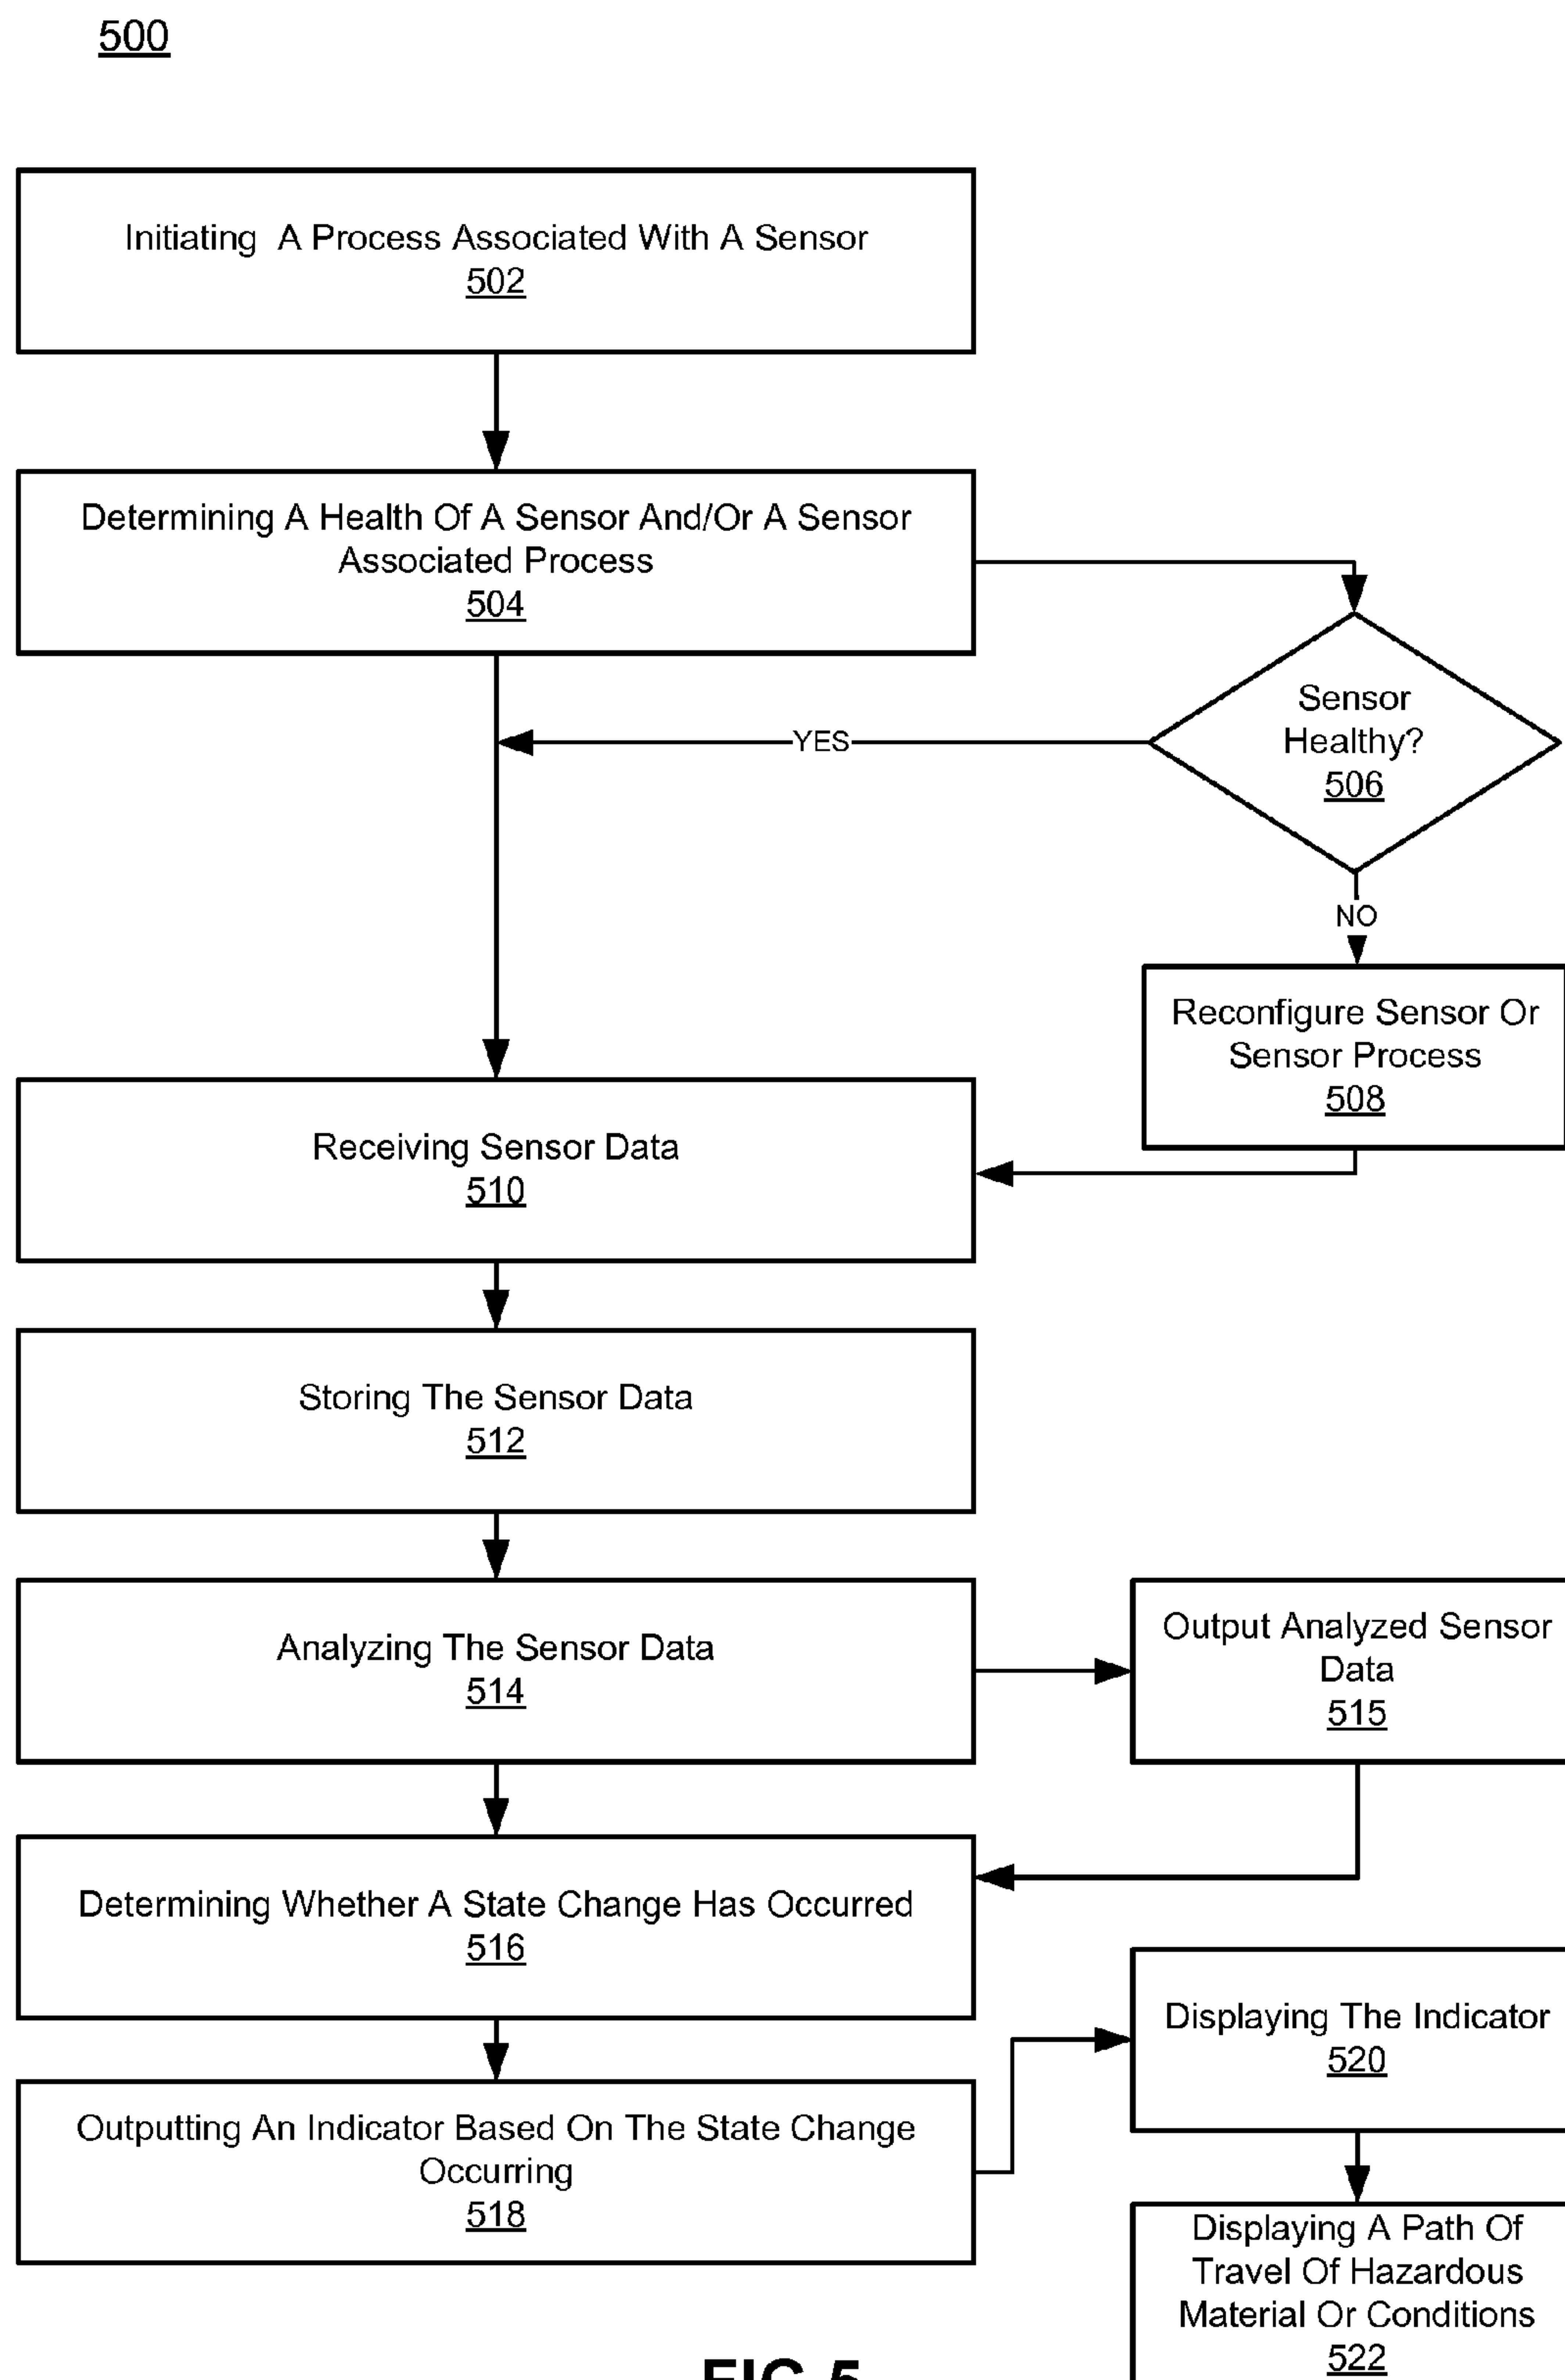 500
Initiating A Process Associated With A Sensor
502
Determining A Health Of A Sensor And/Or A Sensor
Associated Process
504
Sensor
Healthy?
506
YES
NO
Reconfigure Sensor Or
Sensor Process
508
Receiving Sensor Data
510
Storing The Sensor Data
512
Analyzing The Sensor Data
514
Output Analyzed Sensor
Data
515
Determining Whether A State Change Has Occurred
516
Outputting An Indicator Based On The State Change
Occurring
518
Displaying The Indicator
520
Displaying A Path Of
Travel Of Hazardous
Material Or Conditions
522
FIG 5